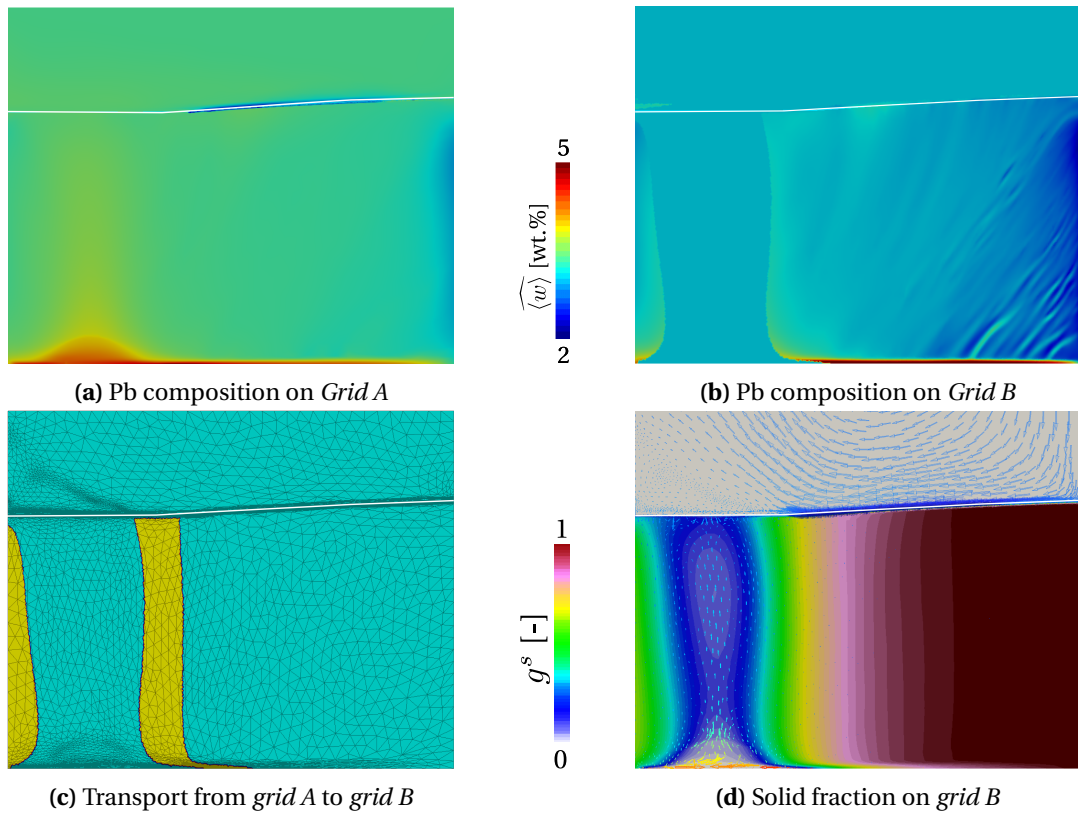 5
⟨w⟩ [wt.%]
2
(a) Pb composition on Grid A
(b) Pb composition on Grid B
1
gˢ [-]
0
(c) Transport from grid A to grid B
(d) Solid fraction on grid B